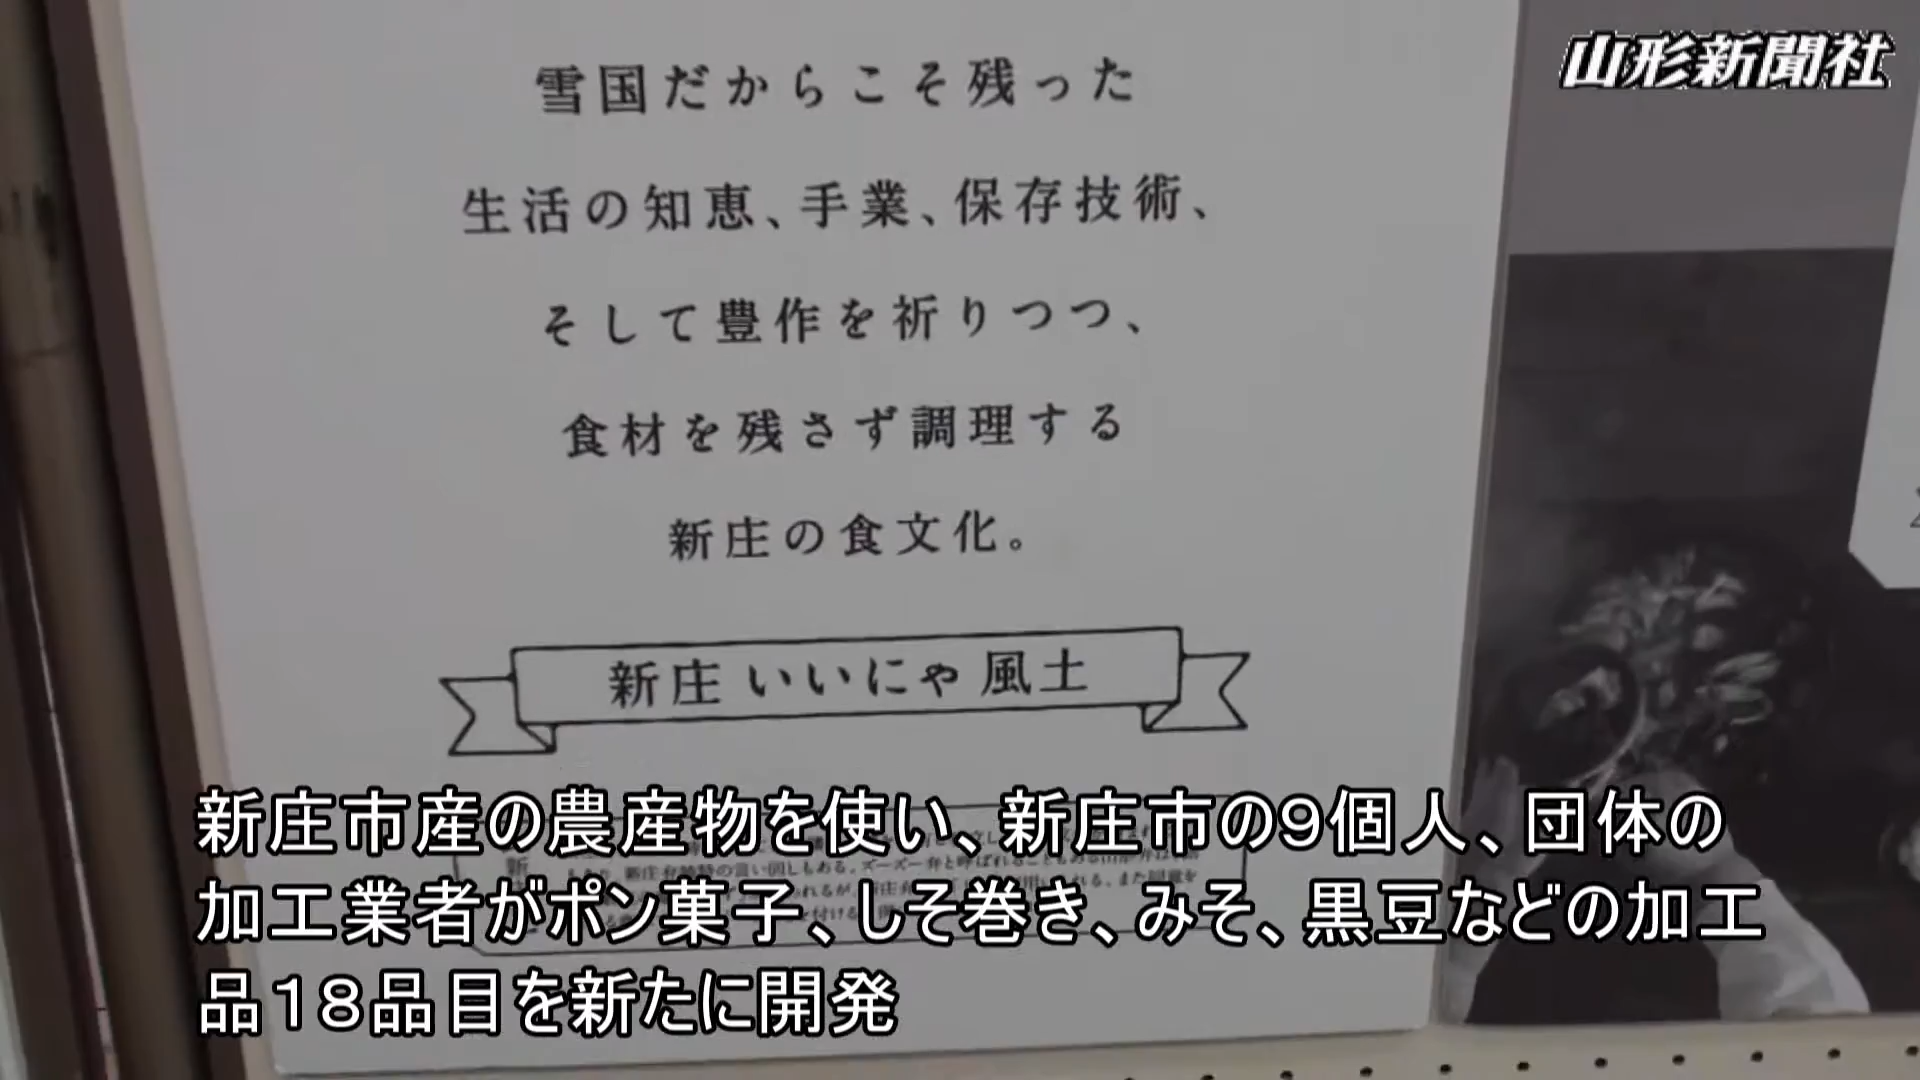 山形新聞社
雪国だからこそ残った
生活の知恵、手業、保存技術、
そして豊作を祈りつつ、
食材を残さず調理する
新庄の食文化。
新庄 いいにゃ 風土
新庄市産の農産物を使い、新庄市の９個人、団体の
加工業者がポン菓子、しそ巻き、みそ、黒豆などの加工
品１８品目を新たに開発